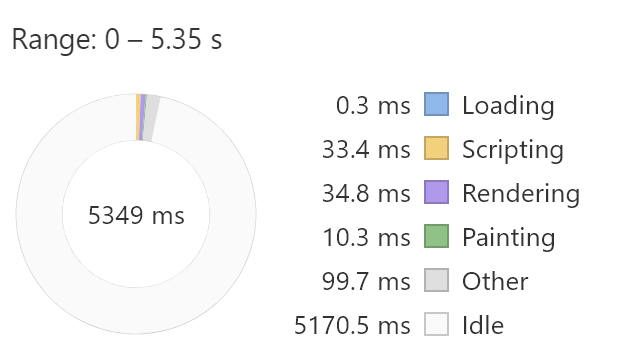 Range: 0 – 5.35 s
5349 ms
0.3 ms Loading
33.4 ms Scripting
34.8 ms Rendering
10.3 ms Painting
99.7 ms Other
5170.5 ms Idle